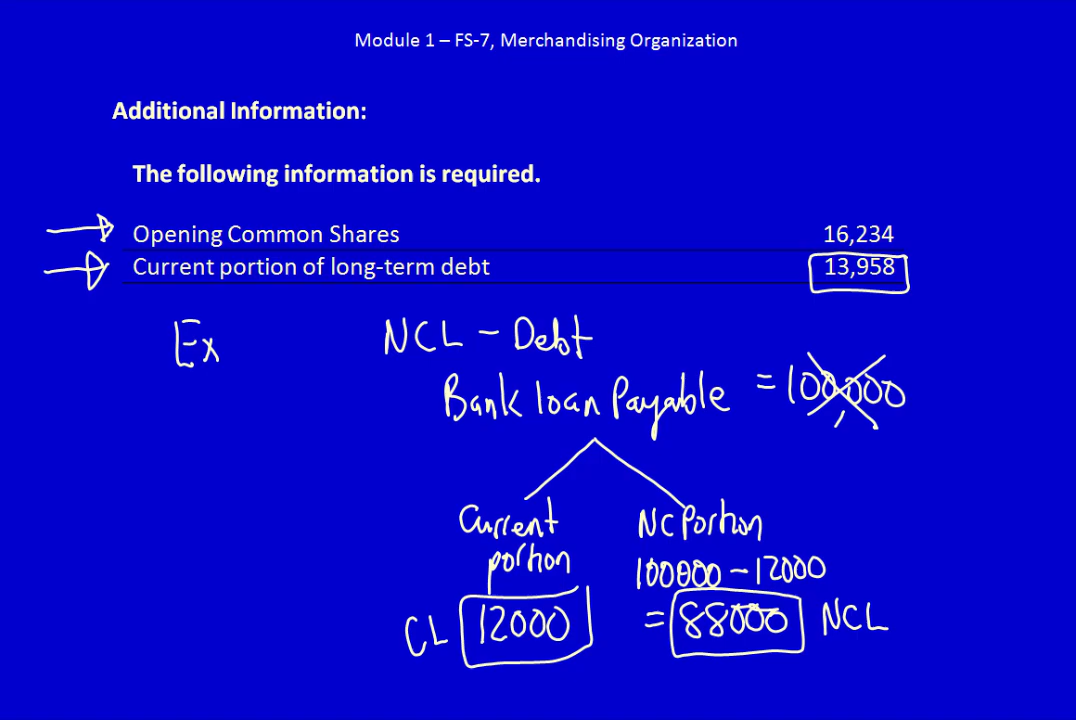 Module 1 – FS-7, Merchandising Organization
Additional Information:
The following information is required.
Opening Common Shares 16,234
Current portion of long-term debt 13,958
Ex NCL - Debt
Bank loan Payable = 100,000
Current NC Portion
portion 100000 - 12000
CL 12000 = 88000 NCL